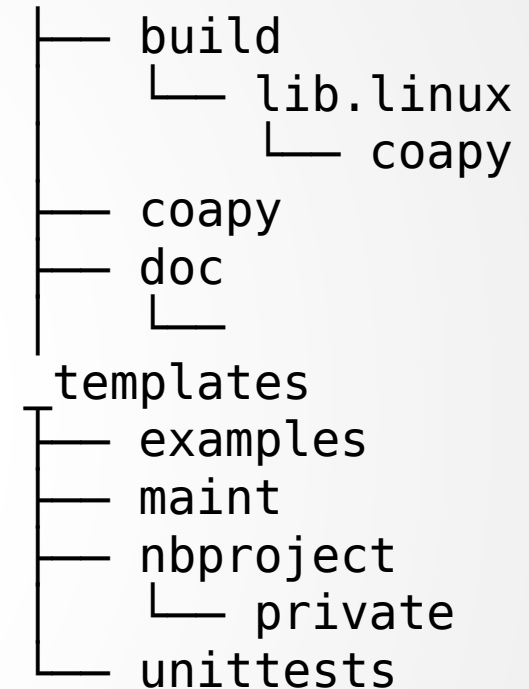 ├── build
│   └── lib.linux
│       └── coapy
├── coapy
├── doc
│   └──
_templates
├── examples
├── maint
├── nbproject
│   └── private
└── unittests